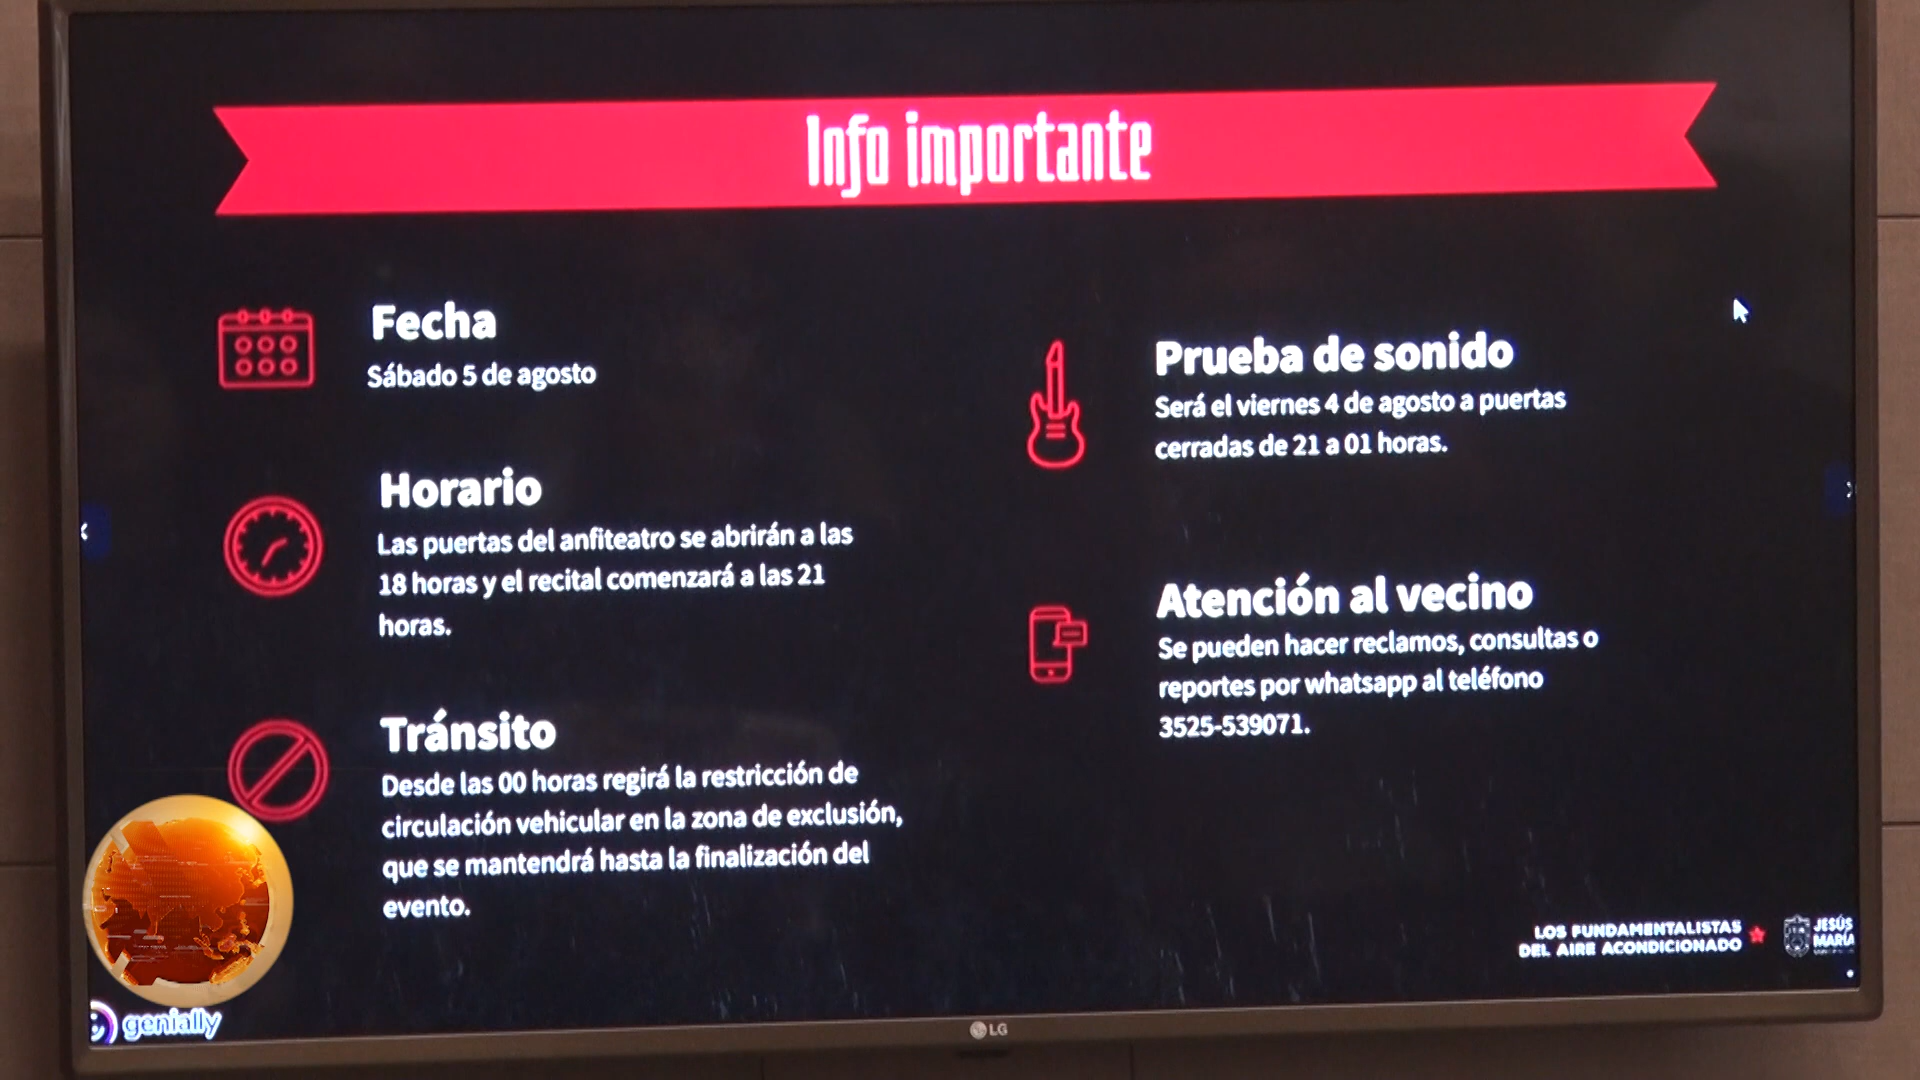 Info importante
Fecha
Sábado 5 de agosto
Horario
Las puertas del anfiteatro se abrirán a las
18 horas y el recital comenzará a las 21
horas.
Tránsito
Desde las 00 horas regirá la restricción de
circulación vehicular en la zona de exclusión,
que se mantendrá hasta la finalización del
evento.
Prueba de sonido
Será el viernes 4 de agosto a puertas
cerradas de 21 a 01 horas.
Atención al vecino
Se pueden hacer reclamos, consultas o
reportes por whatsapp al teléfono
3525-539071.
LOS FUNDAMENTALISTAS
DEL AIRE ACONDICIONADO
JESÚS
MARÍA
genially
LG